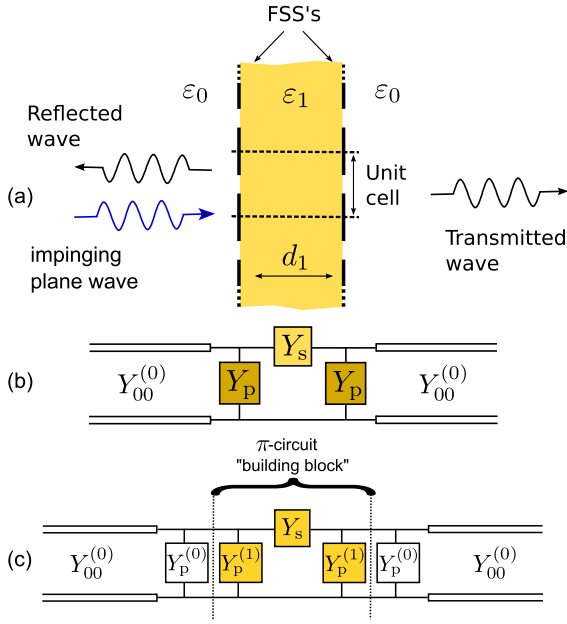 FSS's
ε₀ ε₁ ε₀
Reflected
wave
Unit
cell
(a)
impinging
plane wave
d₁
Transmitted
wave
Yₛ
(b)
Y₀₀⁽⁰⁾ Yₚ Yₚ Y₀₀⁽⁰⁾
π-circuit
"building block"
Yₛ
(c)
Y₀₀⁽⁰⁾ Yₚ⁽⁰⁾ Yₚ⁽¹⁾ Yₚ⁽¹⁾ Yₚ⁽⁰⁾ Y₀₀⁽⁰⁾